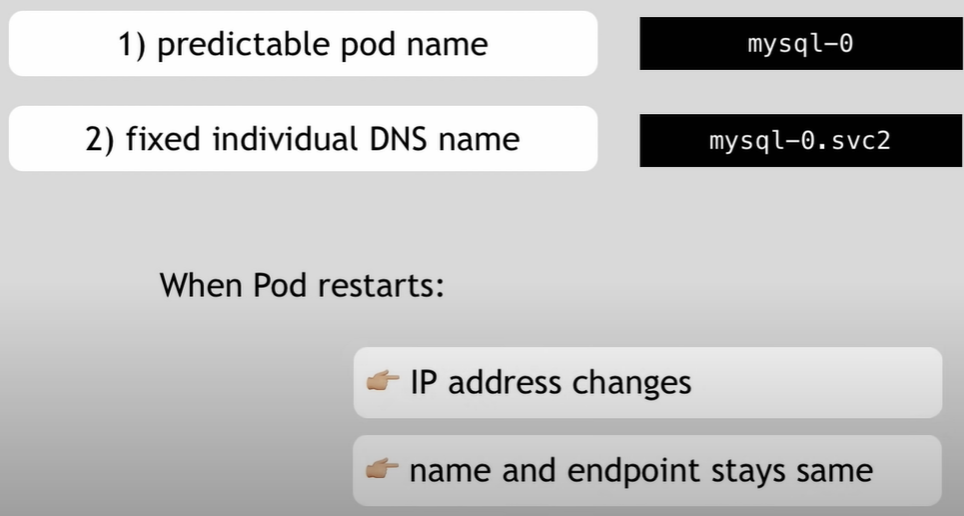 1) predictable pod name
mysql-0
2) fixed individual DNS name
mysql-0.svc2
When Pod restarts:
👉🏼 IP address changes
👉🏼 name and endpoint stays same